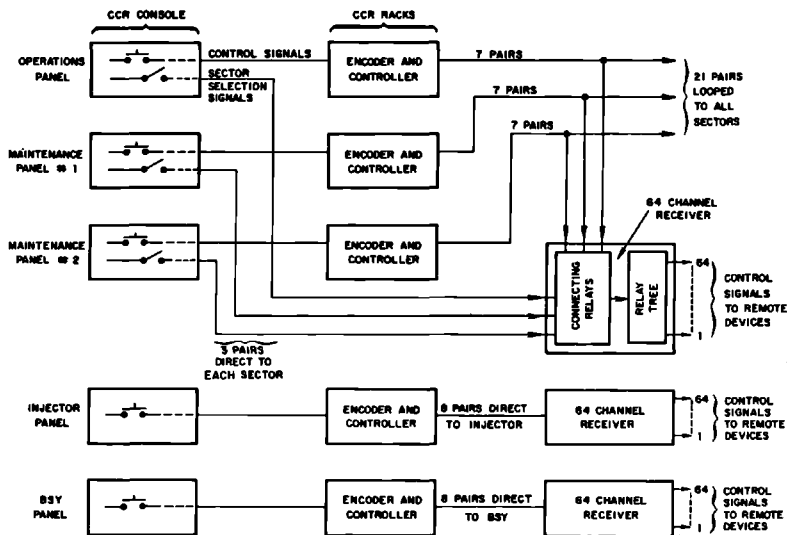 CCR CONSOLE
CCR RACKS
OPERATIONS
PANEL
CONTROL SIGNALS
SECTOR
SELECTION
SIGNALS
ENCODER AND
CONTROLLER
7 PAIRS
21 PAIRS
LOOPED
TO ALL
SECTORS
MAINTENANCE
PANEL # 1
ENCODER AND
CONTROLLER
7 PAIRS
7 PAIRS
MAINTENANCE
PANEL # 2
ENCODER AND
CONTROLLER
64 CHANNEL
RECEIVER
CONNECTING
RELAYS
RELAY
TREE
64
1
CONTROL
SIGNALS
TO REMOTE
DEVICES
3 PAIRS
DIRECT TO
EACH SECTOR
INJECTOR
PANEL
ENCODER AND
CONTROLLER
8 PAIRS DIRECT
TO INJECTOR
64 CHANNEL
RECEIVER
64
1
CONTROL
SIGNALS
TO REMOTE
DEVICES
BSY
PANEL
ENCODER AND
CONTROLLER
8 PAIRS DIRECT
TO BSY
64 CHANNEL
RECEIVER
64
1
CONTROL
SIGNALS
TO REMOTE
DEVICES